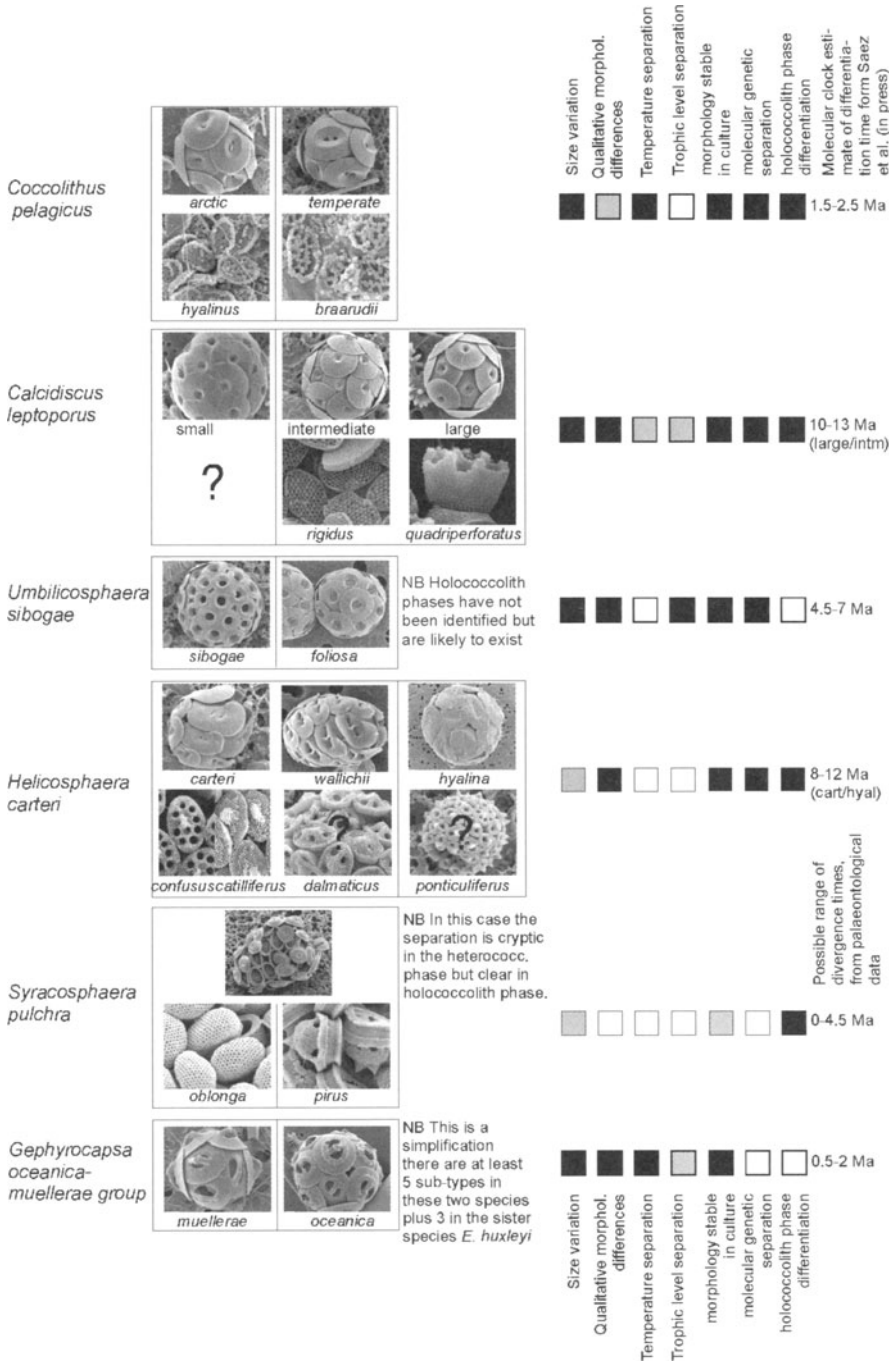 Size variation
Qualitative morphol.
differences
Temperature separation
Trophic level separation
morphology stable
in culture
molecular genetic
separation
holococcolith phase
differentiation
Molecular clock esti-
mate of differentia-
tion time form Saez
et al. (in press)
Coccolithus
pelagicus
arctic
temperate
hyalinus
braarudii
1.5-2.5 Ma
Calcidiscus
leptoporus
small
intermediate
large
?
rigidus
quadriperforatus
10-13 Ma
(large/intm)
Umbilicosphaera
sibogae
sibogae
foliosa
NB Holococcolith
phases have not
been identified but
are likely to exist
4.5-7 Ma
Helicosphaera
carteri
carteri
wallichii
hyalina
confususcatilliferus
?
dalmaticus
?
ponticuliferus
8-12 Ma
(cart/hyal)
Possible range of
divergence times,
from palaeontological
data
Syracosphaera
pulchra
NB In this case the
separation is cryptic
in the heterococc.
phase but clear in
holococcolith phase.
oblonga
pirus
0-4.5 Ma
Gephyrocapsa
oceanica-
muellerae group
muellerae
oceanica
NB This is a
simplification
there are at least
5 sub-types in
these two species
plus 3 in the sister
species E. huxleyi
0.5-2 Ma
Size variation
Qualitative morphol.
differences
Temperature separation
Trophic level separation
morphology stable
in culture
molecular genetic
separation
holococcolith phase
differentiation